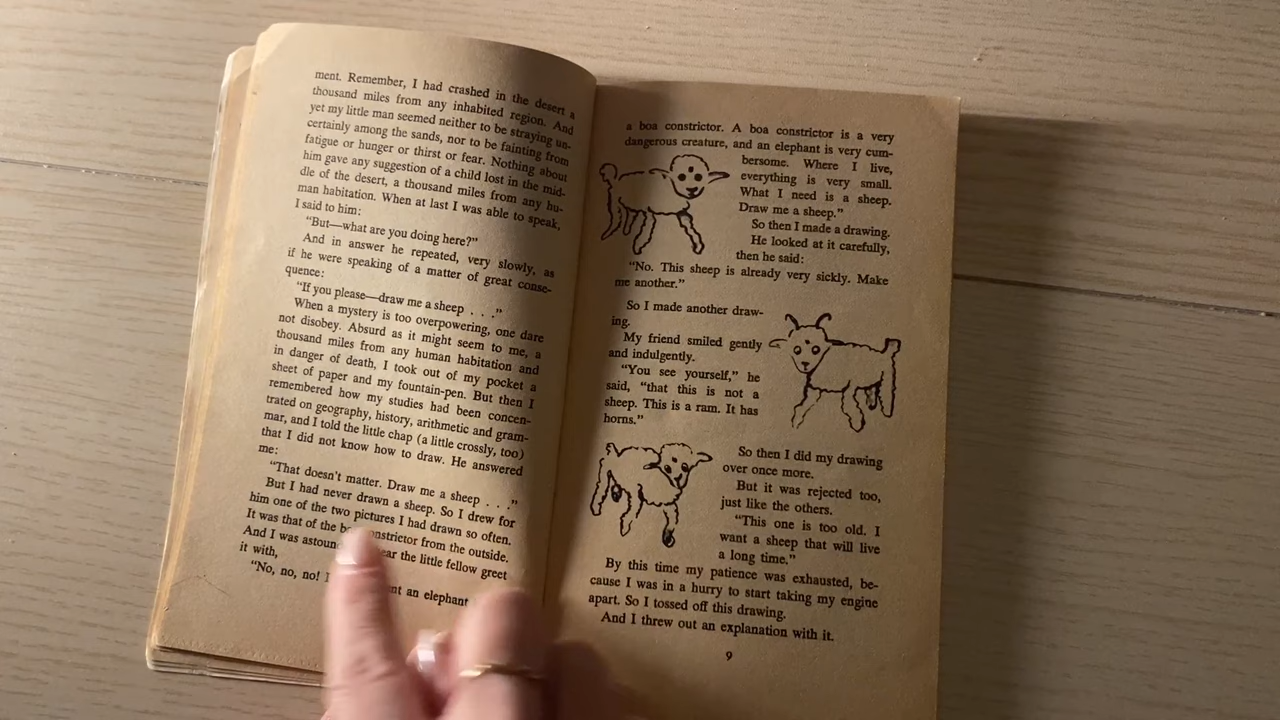 ment. Remember, I had crashed in the desert a
thousand miles from any inhabited region. And
yet my little man seemed neither to be straying un-
certainly among the sands, nor to be fainting from
fatigue or hunger or thirst or fear. Nothing about
him gave any suggestion of a child lost in the mid-
dle of the desert, a thousand miles from any hu-
man habitation. When at last I was able to speak,
I said to him:
"But—what are you doing here?"
And in answer he repeated, very slowly, as
if he were speaking of a matter of great conse-
quence:
"If you please—draw me a sheep . . ."
When a mystery is too overpowering, one dare
not disobey. Absurd as it might seem to me, a
thousand miles from any human habitation and
in danger of death, I took out of my pocket a
sheet of paper and my fountain-pen. But then I
remembered how my studies had been concen-
trated on geography, history, arithmetic and gram-
mar, and I told the little chap (a little crossly, too)
that I did not know how to draw. He answered
me:
"That doesn't matter. Draw me a sheep . . ."
But I had never drawn a sheep. So I drew for
him one of the two pictures I had drawn so often.
It was that of the constrictor from the outside.
And I was the little fellow greet
it with,
"No, no, no! an elephant
a boa constrictor. A boa constrictor is a very
dangerous creature, and an elephant is very cum-
bersome. Where I live,
everything is very small.
What I need is a sheep.
Draw me a sheep."
So then I made a drawing.
He looked at it carefully,
then he said:
"No. This sheep is already very sickly. Make
me another."
So I made another draw-
ing.
My friend smiled gently
and indulgently.
"You see yourself," he
said, "that this is not a
sheep. This is a ram. It has
horns."
So then I did my drawing
over once more.
But it was rejected too,
just like the others.
"This one is too old. I
want a sheep that will live
a long time."
By this time my patience was exhausted, be-
cause I was in a hurry to start taking my engine
apart. So I tossed off this drawing.
And I threw out an explanation with it.
9